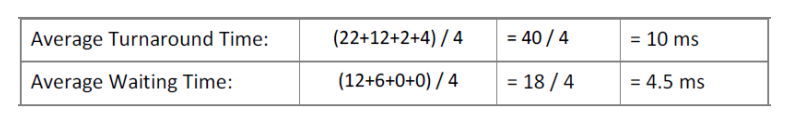 Average Turnaround Time: (22+12+2+4) / 4 = 40 / 4 = 10 ms
Average Waiting Time: (12+6+0+0) / 4 = 18 / 4 = 4.5 ms